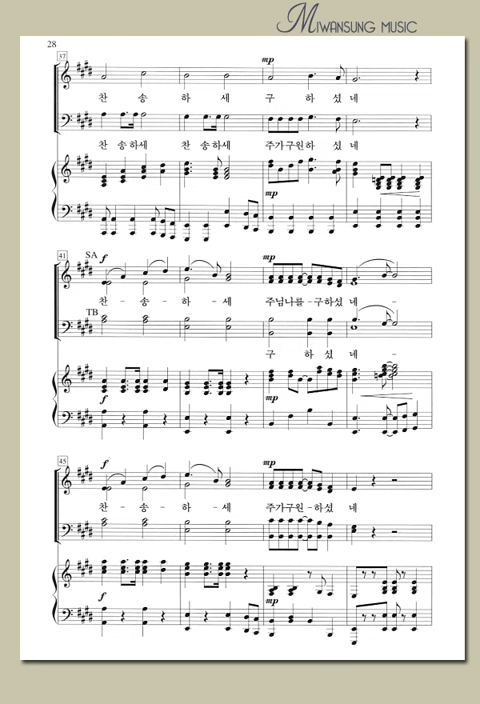 MIWANSUNG MUSIC
28
37
mp
찬 송 하 세 구 하 셨 네
찬 송하세 찬 송하세 주가구원하 셨 네
mp
41
SA f mp
찬 - 송 - 하 - 세 주님나를-구하셨 네 -
TB
구 하 셨 네 -
f mp
45
f mp
찬 - 송 - 하 - 세 주가구원-하셨 네
f mp